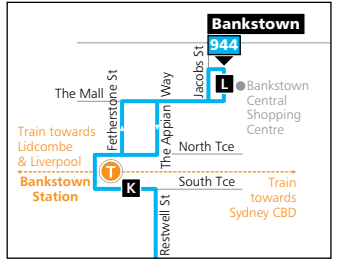 Bankstown
944
Jacobs St
Fetherstone St
The Appian Way
The Mall
L
Bankstown
Central
Shopping
Centre
Train towards
Lidcombe
& Liverpool
North Tce
T
Bankstown
Station
K
South Tce
Train
towards
Sydney CBD
Restwell St